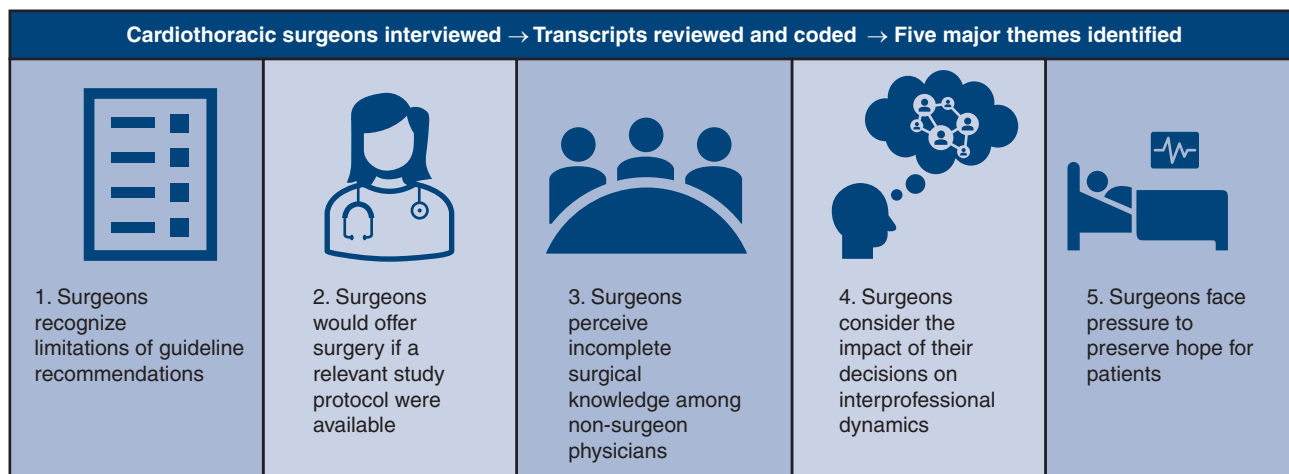 Cardiothoracic surgeons interviewed → Transcripts reviewed and coded → Five major themes identified
1. Surgeons
recognize
limitations of guideline
recommendations
2. Surgeons
would offer
surgery if a
relevant study
protocol were
available
3. Surgeons
perceive
incomplete
surgical
knowledge among
non-surgeon
physicians
4. Surgeons
consider the
impact of their
decisions on
interprofessional
dynamics
5. Surgeons face
pressure to
preserve hope for
patients